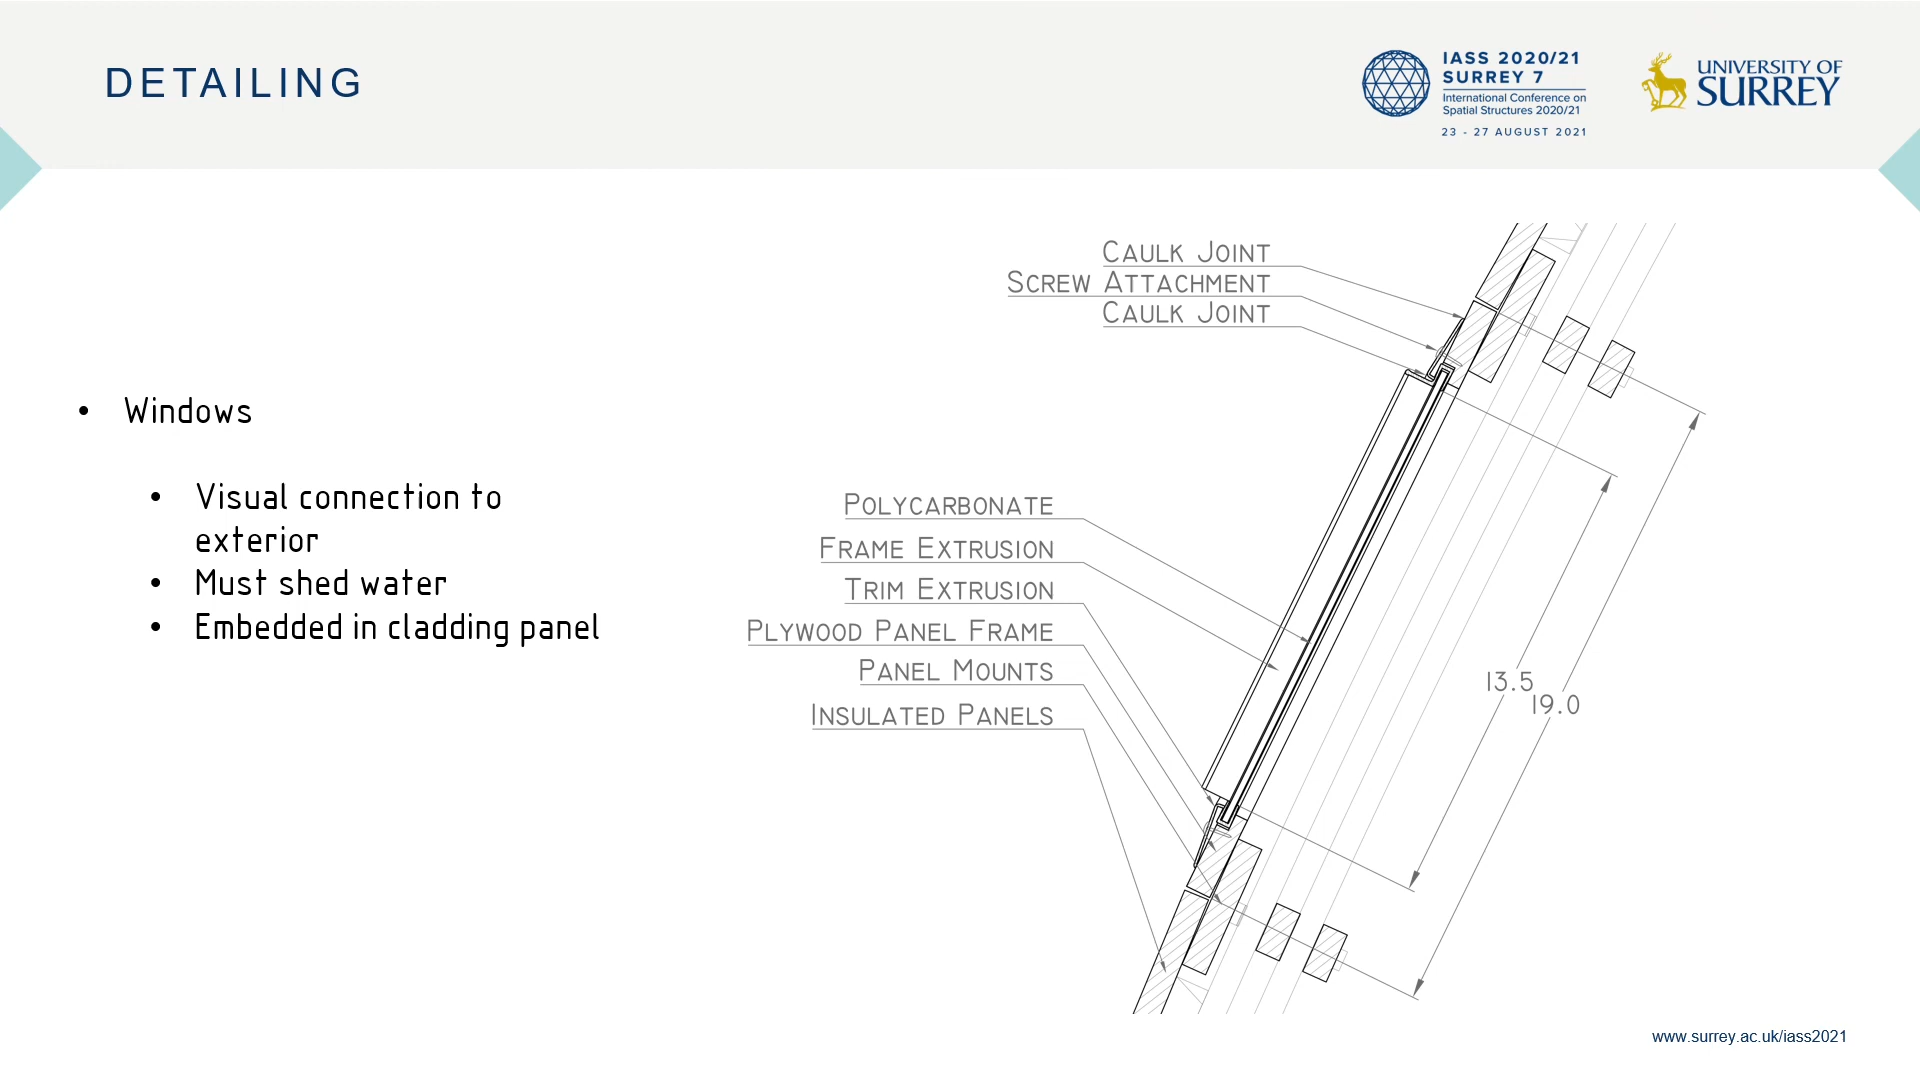 DETAILING
IASS 2020/21
SURREY 7
International Conference on
Spatial Structures 2020/21
23 - 27 AUGUST 2021
UNIVERSITY OF
SURREY
• Windows
• Visual connection to
exterior
• Must shed water
• Embedded in cladding panel
CAULK JOINT
SCREW ATTACHMENT
CAULK JOINT
POLYCARBONATE
FRAME EXTRUSION
TRIM EXTRUSION
PLYWOOD PANEL FRAME
PANEL MOUNTS
INSULATED PANELS
13.5
19.0
www.surrey.ac.uk/iass2021